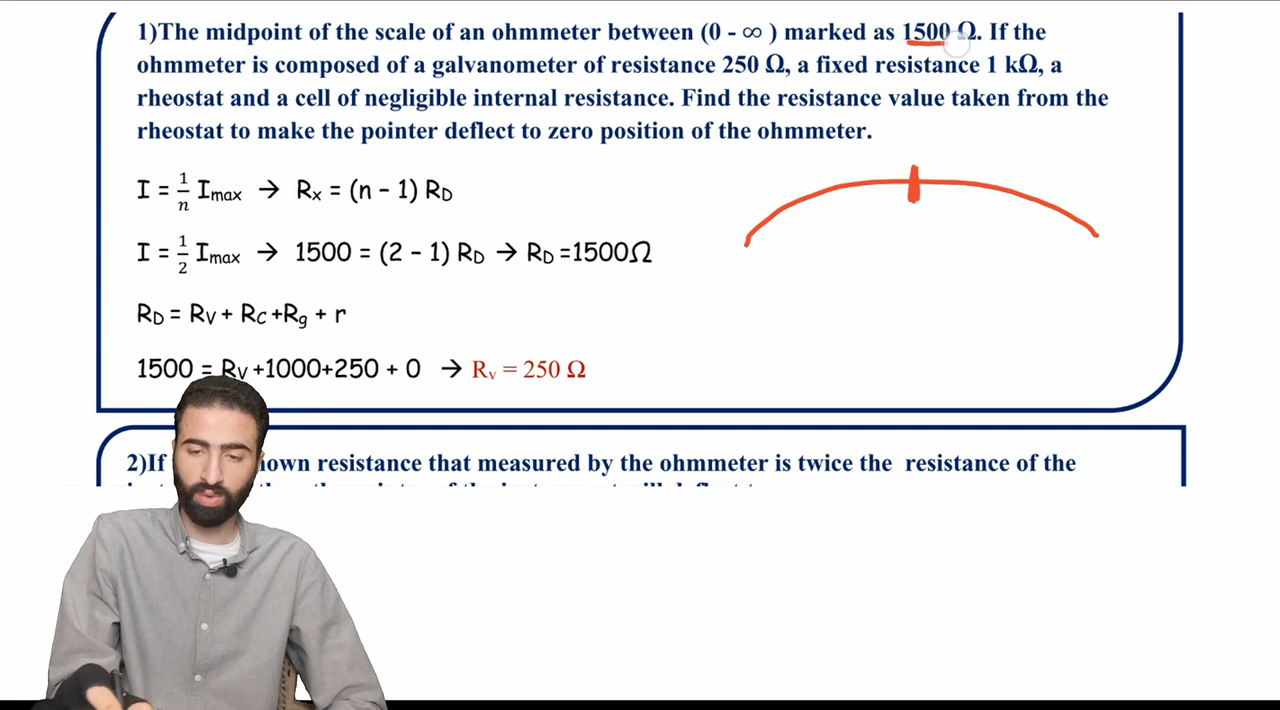 1)The midpoint of the scale of an ohmmeter between (0 - ∞ ) marked as 1500 Ω. If the
ohmmeter is composed of a galvanometer of resistance 250 Ω, a fixed resistance 1 kΩ, a
rheostat and a cell of negligible internal resistance. Find the resistance value taken from the
rheostat to make the pointer deflect to zero position of the ohmmeter.
I = 1/n Imax → Rx = (n - 1) RD
I = 1/2 Imax → 1500 = (2 - 1) RD → RD =1500Ω
RD = RV + RC +Rg + r
1500 = RV +1000+250 + 0 → Rv = 250 Ω
2)If resistance that measured by the ohmmeter is twice the resistance of the